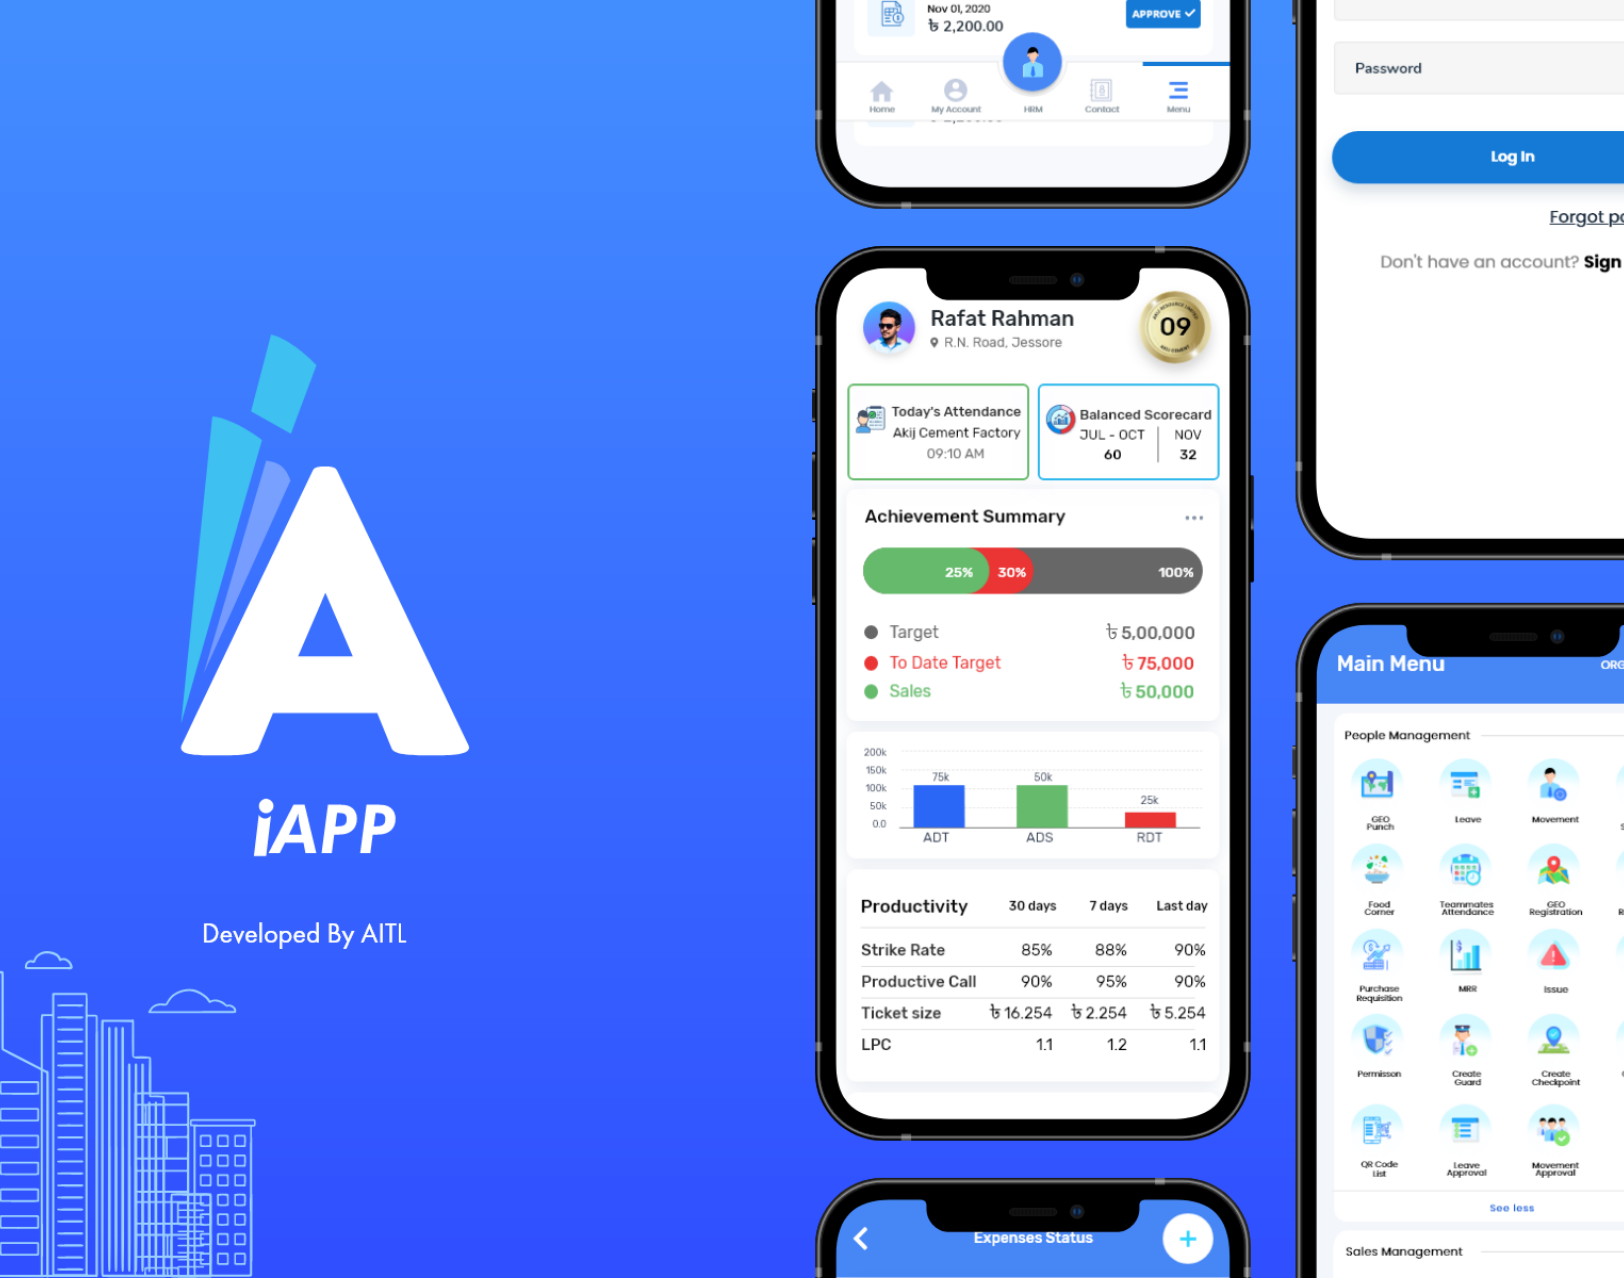 iAPP
Developed By AITL
Nov 01, 2020
৳ 2,200.00
APPROVE
Home
My Account
HRM
Contact
Menu
Rafat Rahman
R.N. Road, Jessore
09
Today's Attendance
Akij Cement Factory
09:10 AM
Balanced Scorecard
JUL - OCT NOV
60 32
Achievement Summary
25% 30% 100%
Target ৳ 5,00,000
To Date Target ৳ 75,000
Sales ৳ 50,000
200k
150k
100k
50k
0.0
75k
50k
25k
ADT ADS RDT
Productivity 30 days 7 days Last day
Strike Rate 85% 88% 90%
Productive Call 90% 95% 90%
Ticket size ৳ 16.254 ৳ 2.254 ৳ 5.254
LPC 1.1 1.2 1.1
Expenses Status
Password
Log In
Forgot
Don't have an account? Sign
Main Menu
People Management
GEO
Punch
Leave
Movement
Food
Corner
Teammates
Attendance
GEO
Registration
Purchase
Requisition
MRR
Issue
Permisson
Create
Guard
Create
Checkpoint
QR Code
List
Leave
Approval
Movement
Approval
See less
Sales Management